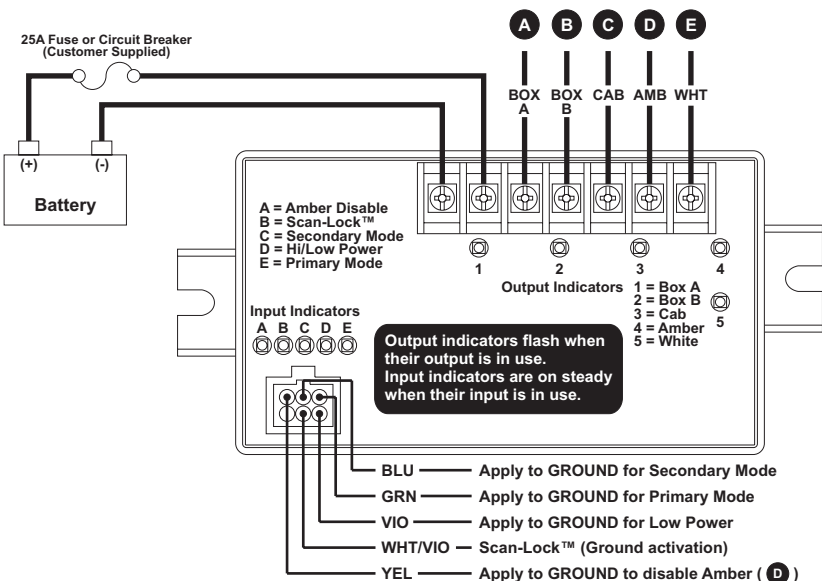 25A Fuse or Circuit Breaker
(Customer Supplied)
A B C D E
BOX A BOX B CAB AMB WHT
(+) (-)
Battery
A = Amber Disable
B = Scan-Lock™
C = Secondary Mode
D = Hi/Low Power
E = Primary Mode
1 2 3 4
Output Indicators
1 = Box A
2 = Box B
3 = Cab
4 = Amber
5 = White
5
Input Indicators
A B C D E
Output indicators flash when
their output is in use.
Input indicators are on steady
when their input is in use.
BLU Apply to GROUND for Secondary Mode
GRN Apply to GROUND for Primary Mode
VIO Apply to GROUND for Low Power
WHT/VIO Scan-Lock™ (Ground activation)
YEL Apply to GROUND to disable Amber ( D )